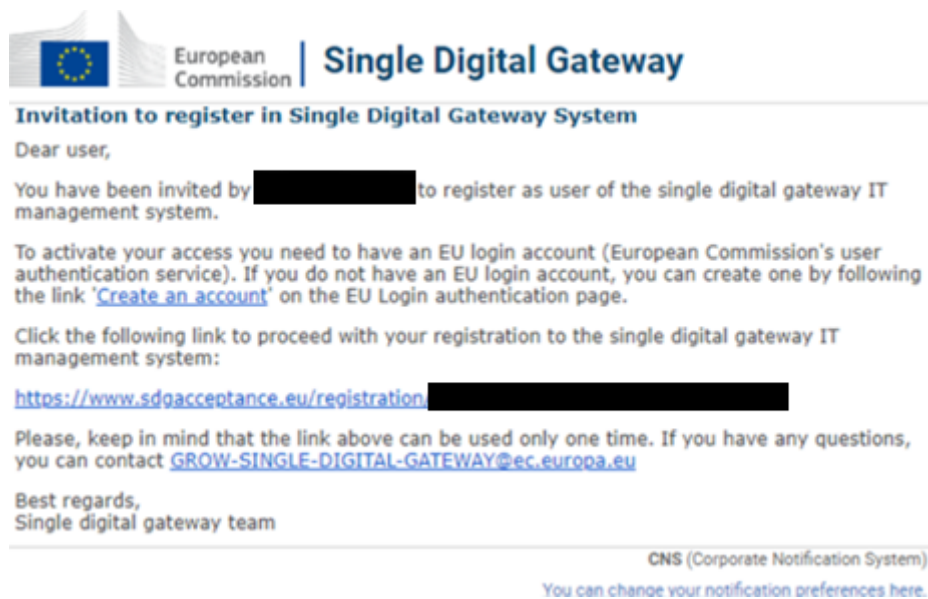 European
Commission
Single Digital Gateway
Invitation to register in Single Digital Gateway System
Dear user,
You have been invited by to register as user of the single digital gateway IT
management system.
To activate your access you need to have an EU login account (European Commission's user
authentication service). If you do not have an EU login account, you can create one by following
the link 'Create an account' on the EU Login authentication page.
Click the following link to proceed with your registration to the single digital gateway IT
management system:
https://www.sdgacceptance.eu/registration/
Please, keep in mind that the link above can be used only one time. If you have any questions,
you can contact GROW-SINGLE-DIGITAL-GATEWAY@ec.europa.eu
Best regards,
Single digital gateway team
CNS (Corporate Notification System)
You can change your notification preferences here.